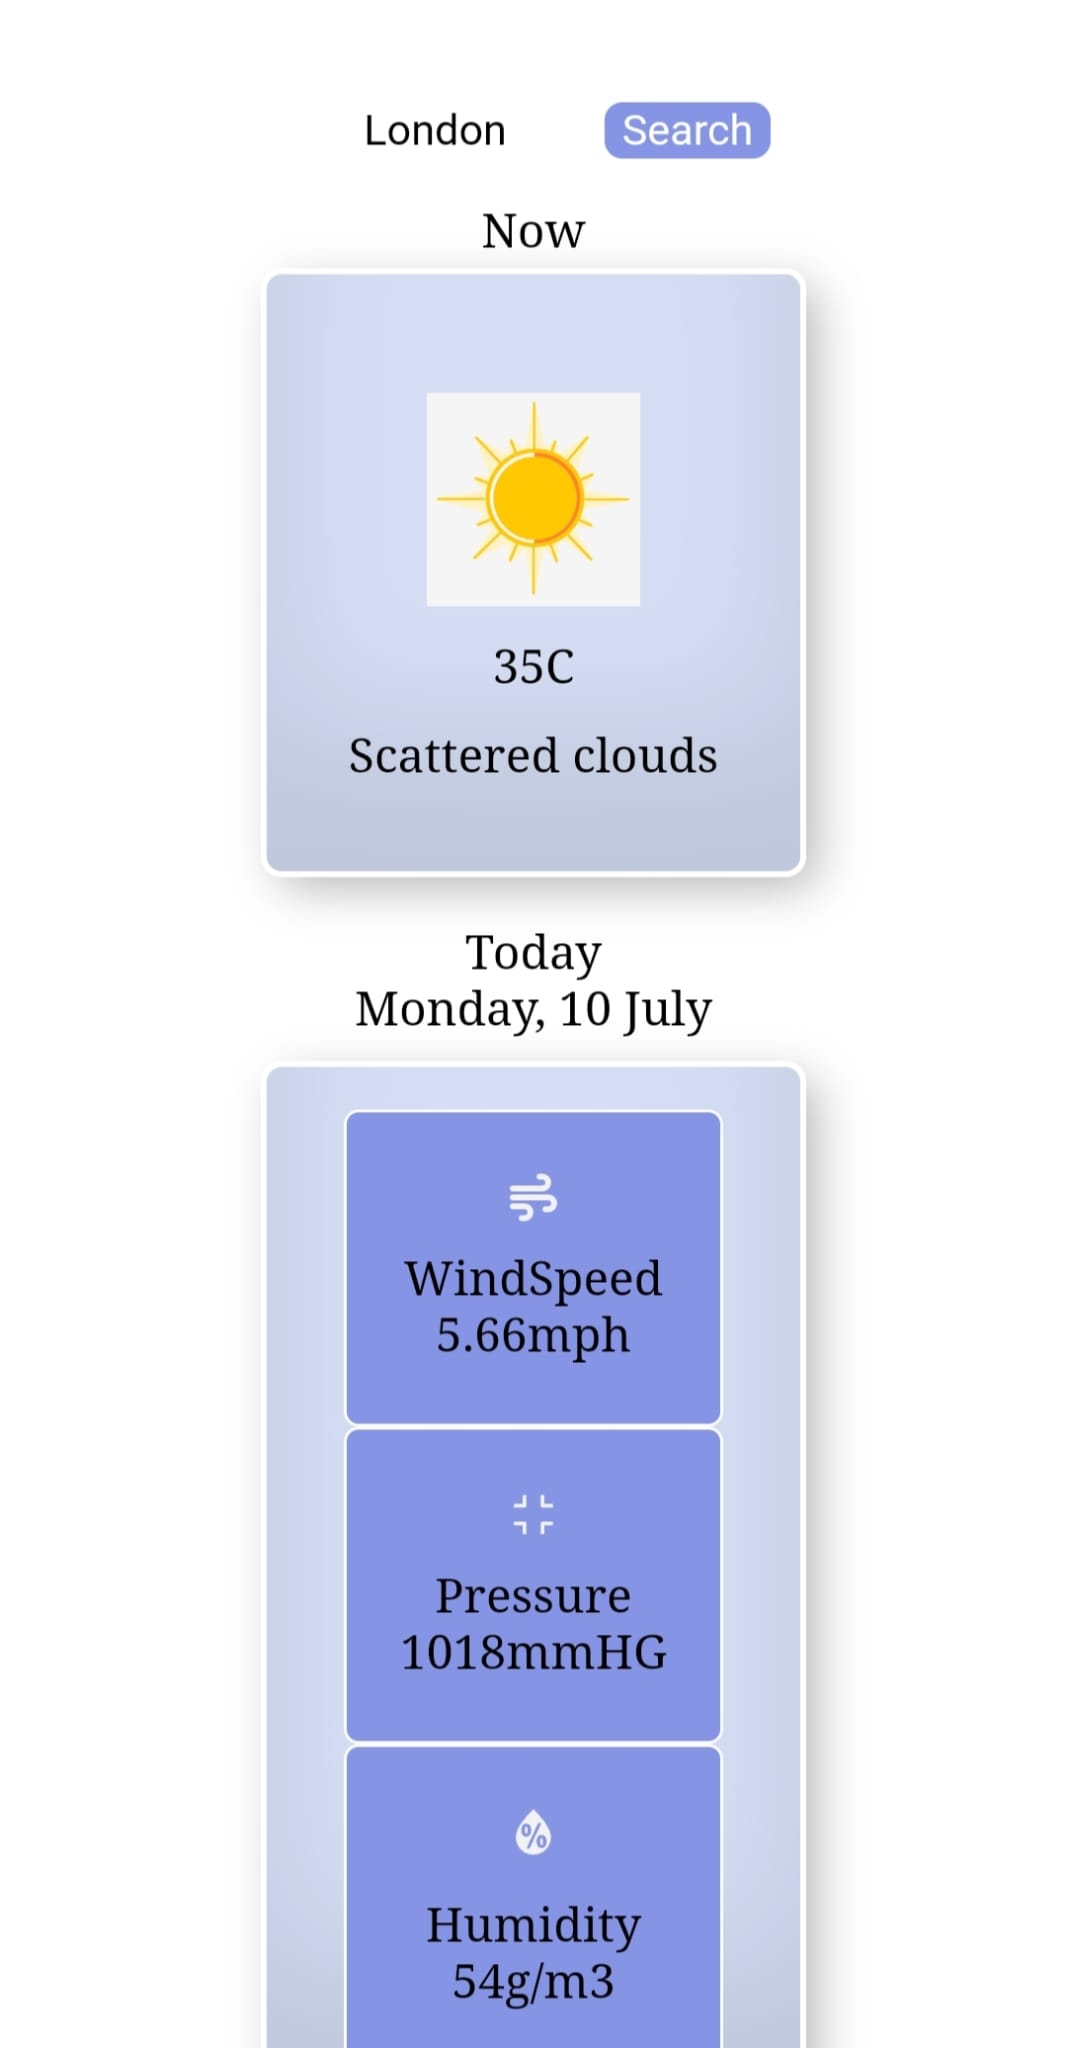 London
Search
Now
35C
Scattered clouds
Today
Monday, 10 July
WindSpeed
5.66mph
Pressure
1018mmHG
%
Humidity
54g/m3